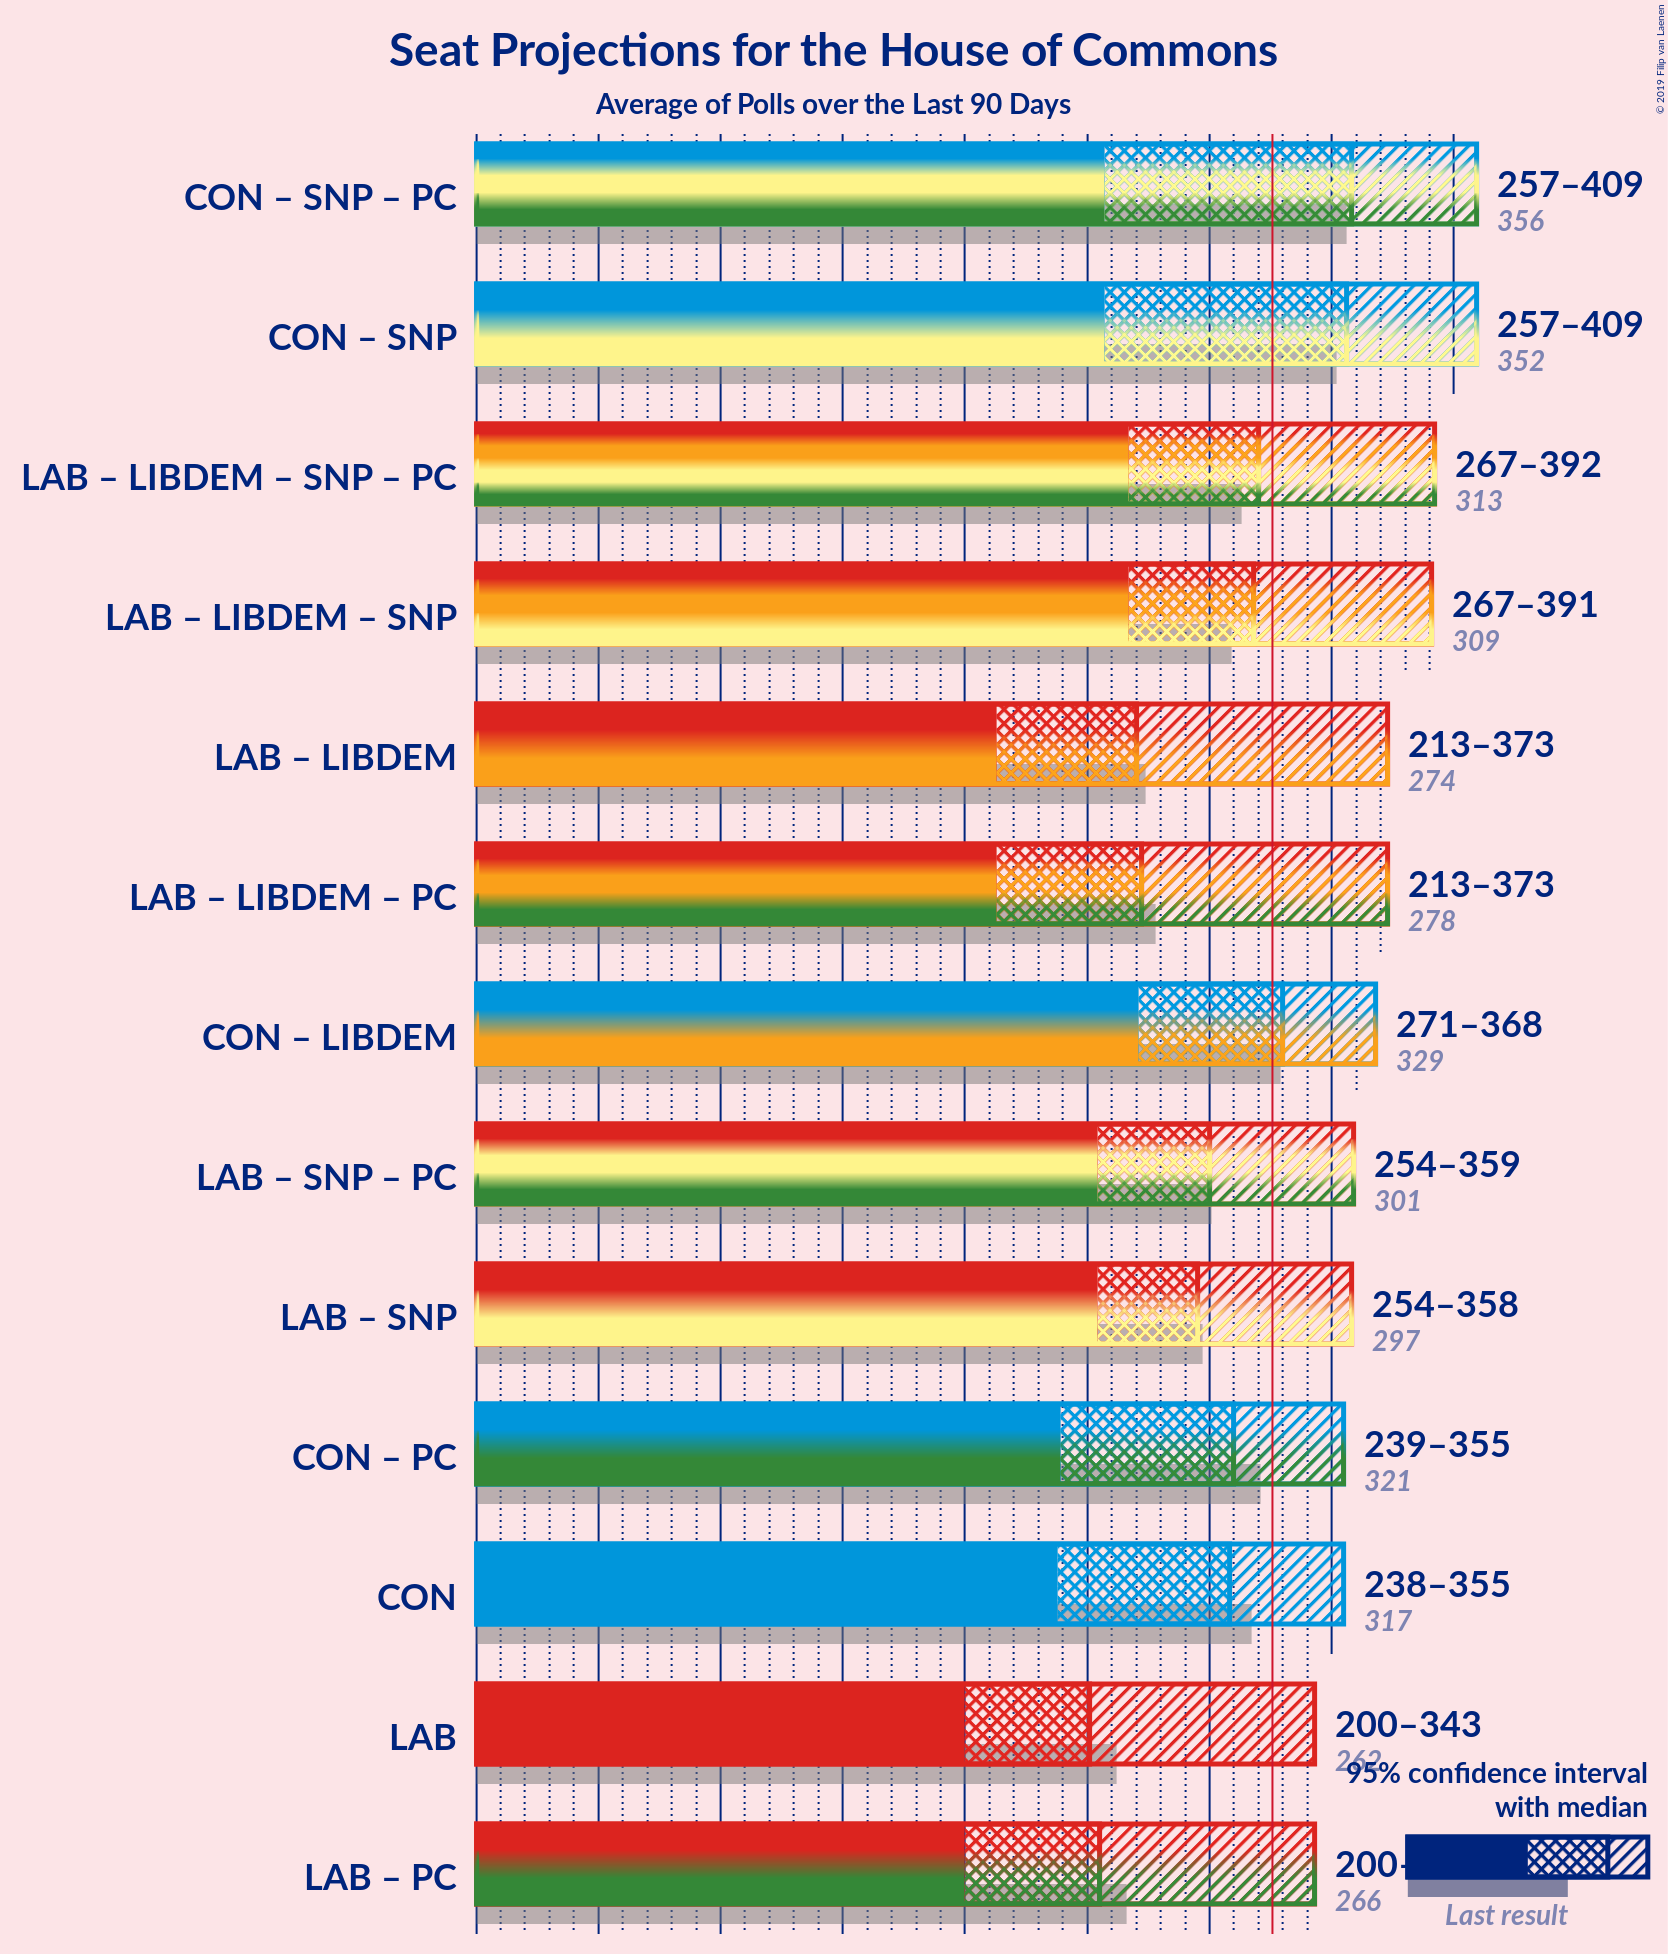 Seat Projections for the House of Commons
Average of Polls over the Last 90 Days
© 2019 Filip van Laenen
CON – SNP – PC
257–409
356
CON – SNP
257–409
352
LAB – LIBDEM – SNP – PC
267–392
313
LAB – LIBDEM – SNP
267–391
309
LAB – LIBDEM
213–373
274
LAB – LIBDEM – PC
213–373
278
CON – LIBDEM
271–368
329
LAB – SNP – PC
254–359
301
LAB – SNP
254–358
297
CON – PC
239–355
321
CON
238–355
317
LAB
200–343
262
95% confidence interval
with median
LAB – PC
200–
266
Last result